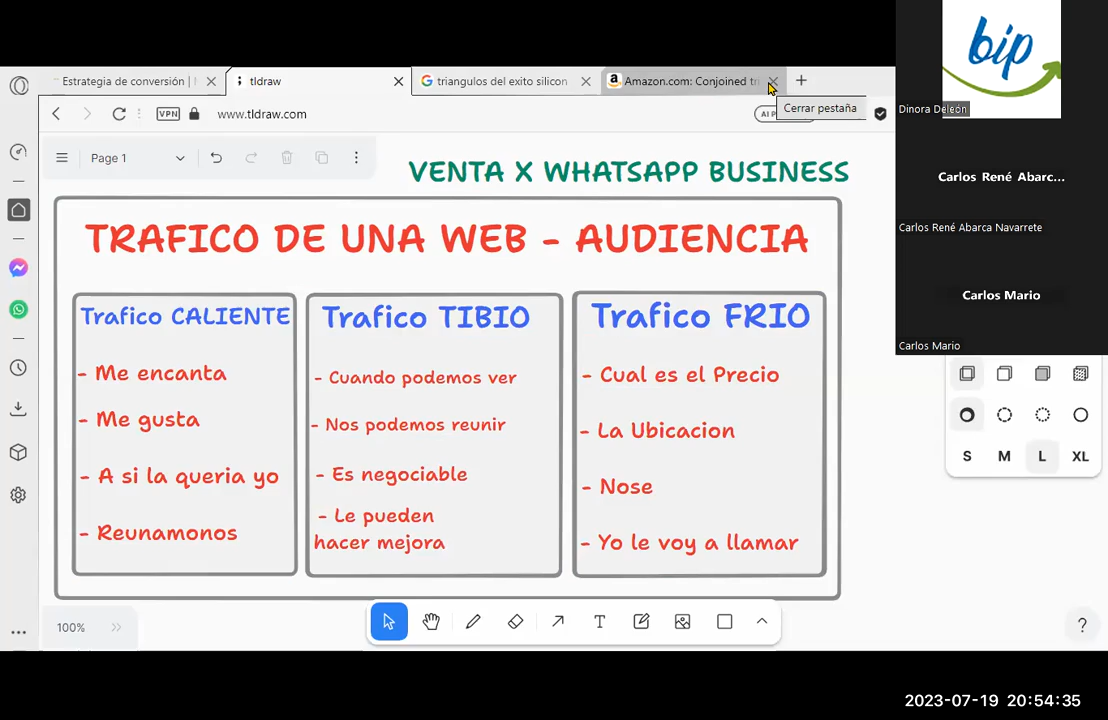 bip
Dinora Deleón
Carlos René Abarc...
Carlos René Abarca Navarrete
Carlos Mario
Carlos Mario
Estrategia de conversión |
tldraw
triangulos del exito silicon
Amazon.com: Conjoined tr
Cerrar pestaña
VPN
www.tldraw.com
AI P
Page 1
VENTA X WHATSAPP BUSINESS
TRAFICO DE UNA WEB - AUDIENCIA
Trafico CALIENTE
- Me encanta
- Me gusta
- A si la queria yo
- Reunamonos
Trafico TIBIO
- Cuando podemos ver
- Nos podemos reunir
- Es negociable
- Le pueden
hacer mejora
Trafico FRIO
- Cual es el Precio
- La Ubicacion
- Nose
- Yo le voy a llamar
S M L XL
100%
2023-07-19 20:54:35